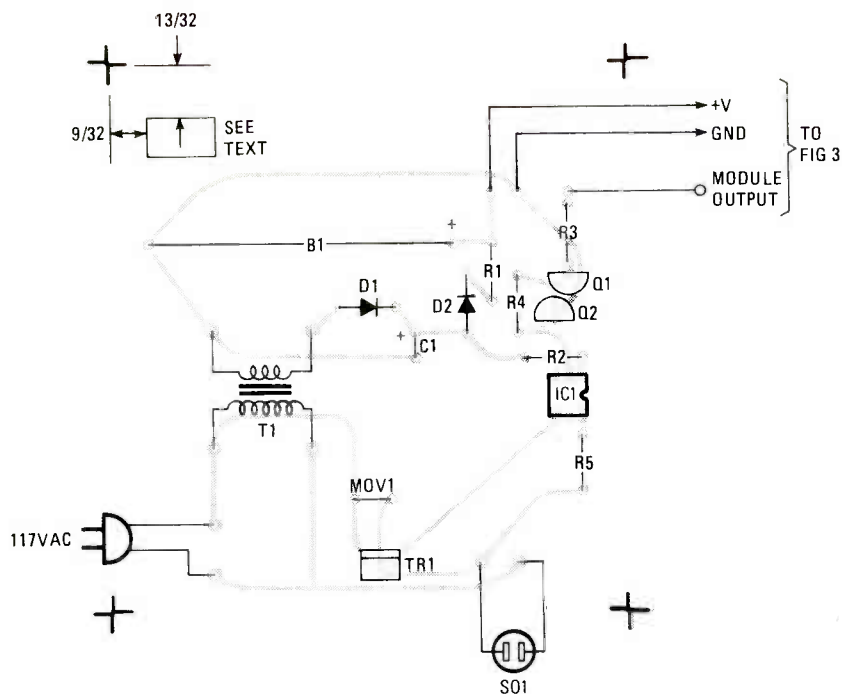 13/32
9/32
SEE
TEXT
+V
GND
MODULE
OUTPUT
TO
FIG 3
+
B1
R3
R1
Q1
D1
D2
R4
Q2
+
C1
R2
IC1
T1
R5
MOV1
117VAC
TR1
SO1